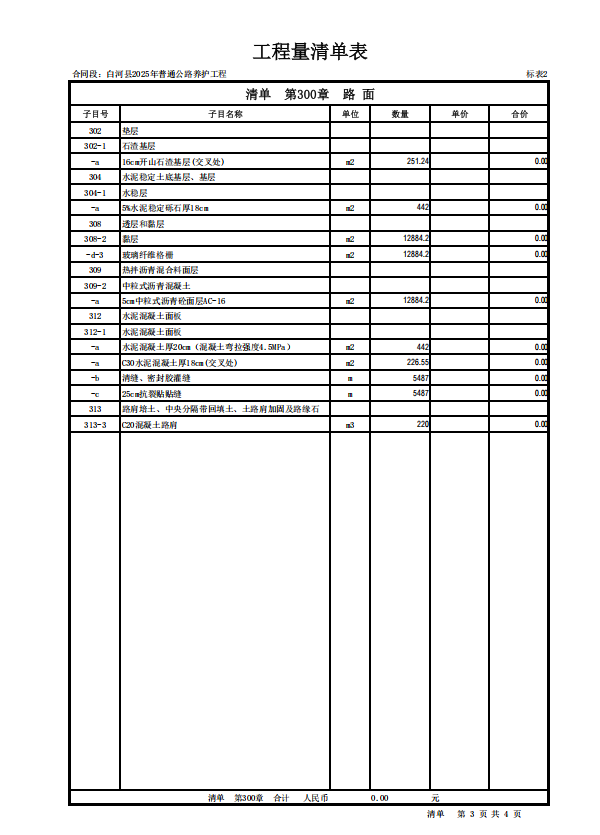 工程量清单表
合同段：白河县2025年普通公路养护工程 标表2
清单 第300章 路 面
子目号 子目名称 单位 数量 单价 合价
302 垫层
302-1 石渣基层
-a 16cm开山石渣基层(交叉处) m2 251.24 0.00
304 水泥稳定土底基层、基层
304-1 水稳层
-a 5%水泥稳定砾石厚18cm m2 442 0.00
308 透层和黏层
308-2 黏层 m2 12884.2 0.00
-d-3 玻璃纤维格栅 m2 12884.2 0.00
309 热拌沥青混合料面层
309-2 中粒式沥青混凝土
-a 5cm中粒式沥青砼面层AC-16 m2 12884.2 0.00
312 水泥混凝土面板
312-1 水泥混凝土面板
-a 水泥混凝土厚20cm（混凝土弯拉强度4.5MPa） m2 442 0.00
-a C30水泥混凝土厚18cm(交叉处) m2 226.55 0.00
-b 清缝、密封胶灌缝 m 5487 0.00
-c 25cm抗裂贴贴缝 m 5487 0.00
313 路肩培土、中央分隔带回填土、土路肩加固及路缘石
313-3 C20混凝土路肩 m3 220 0.00
清单 第300章 合计 人民币 0.00 元
清单 第 3 页 共 4 页